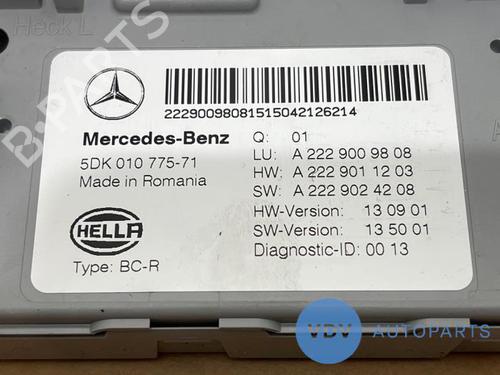 Heck L
B-PARTS
22290098081515042126214
Mercedes-Benz
5DK 010 775-71
Made in Romania
HELLA
Type: BC-R
Q: 01
LU: A 222 900 98 08
HW: A 222 901 12 03
SW: A 222 902 42 08
HW-Version: 13 09 01
SW-Version: 13 50 01
Diagnostic-ID: 00 13
VDV AUTOPARTS